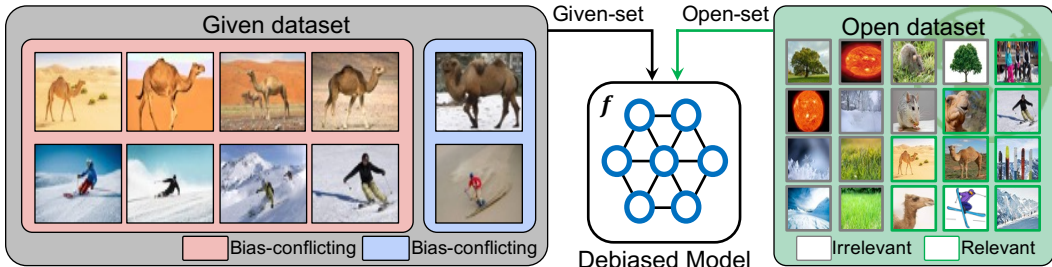 Given dataset
Bias-conflicting
Bias-conflicting
Given-set
Open-set
f
Debiased Model
Open dataset
Irrelevant
Relevant